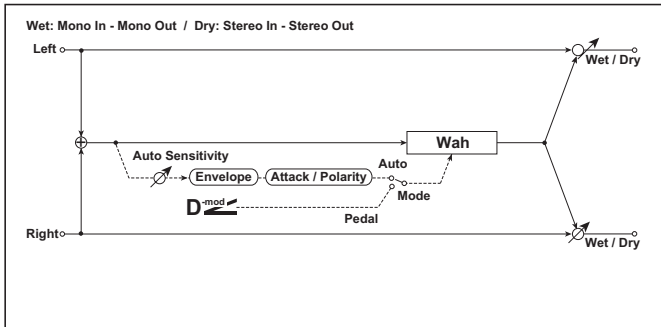 Wet: Mono In - Mono Out / Dry: Stereo In - Stereo Out
Left
Wet / Dry
Wah
Auto Sensitivity
Auto
Envelope
Attack / Polarity
Mode
D-mod
Pedal
Right
Wet / Dry